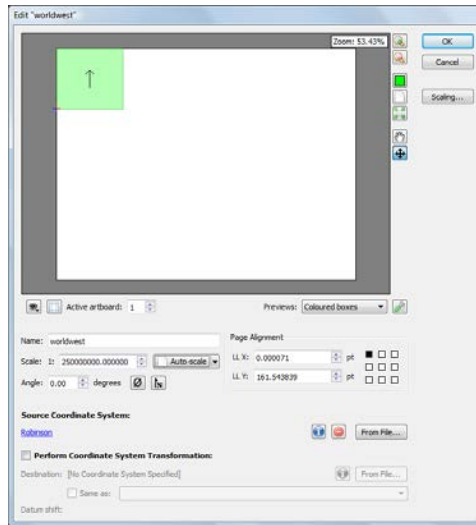 Edit "worldwest"
Zoom: 53.43%
OK
Cancel
Scaling...
Active artboard: 1
Previews: Coloured boxes
Name: worldwest
Scale: 1: 250000000.000000 Auto-scale
Angle: 0.00 degrees
Page Alignment
LL X: 0.000071 pt
LL Y: 161.543839 pt
Source Coordinate System:
Robinson
From File...
Perform Coordinate System Transformation:
Destination: [No Coordinate System Specified]
From File...
Same as:
Datum shift: